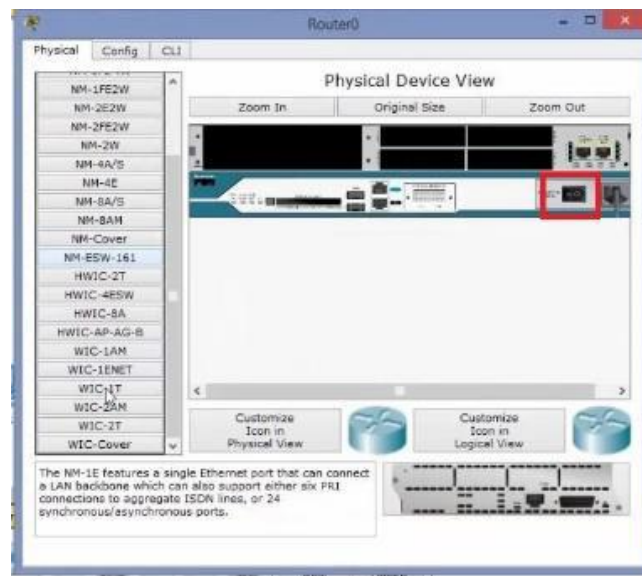 Router0
Physical Config CLI
NM-1FE2W
NM-2E2W
NM-2FE2W
NM-2W
NM-4A/S
NM-4E
NM-8A/S
NM-8AM
NM-Cover
NM-ESW-161
HWIC-2T
HWIC-4ESW
HWIC-8A
HWIC-AP-AG-B
WIC-1AM
WIC-1ENET
WIC-1T
WIC-2AM
WIC-2T
WIC-Cover
Physical Device View
Zoom In Original Size Zoom Out
Customize
Icon in
Physical View
Customize
Icon in
Logical View
The NM-1E features a single Ethernet port that can connect
a LAN backbone which can also support either six PRI
connections to aggregate ISDN lines, or 24
synchronous/asynchronous ports.